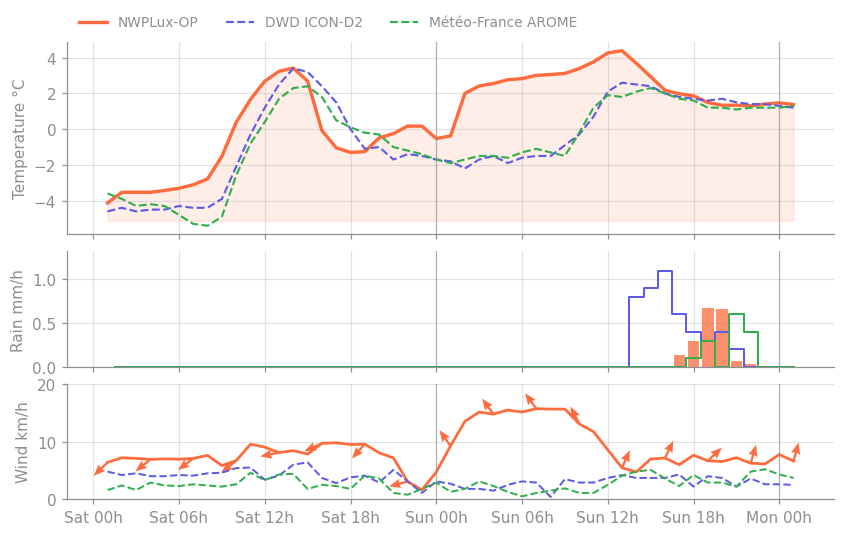 NWPLux-OP DWD ICON-D2 Météo-France AROME
Temperature °C
4
2
0
−2
−4
Rain mm/h
1.0
0.5
0.0
Wind km/h
20
10
0
Sat 00h Sat 06h Sat 12h Sat 18h Sun 00h Sun 06h Sun 12h Sun 18h Mon 00h